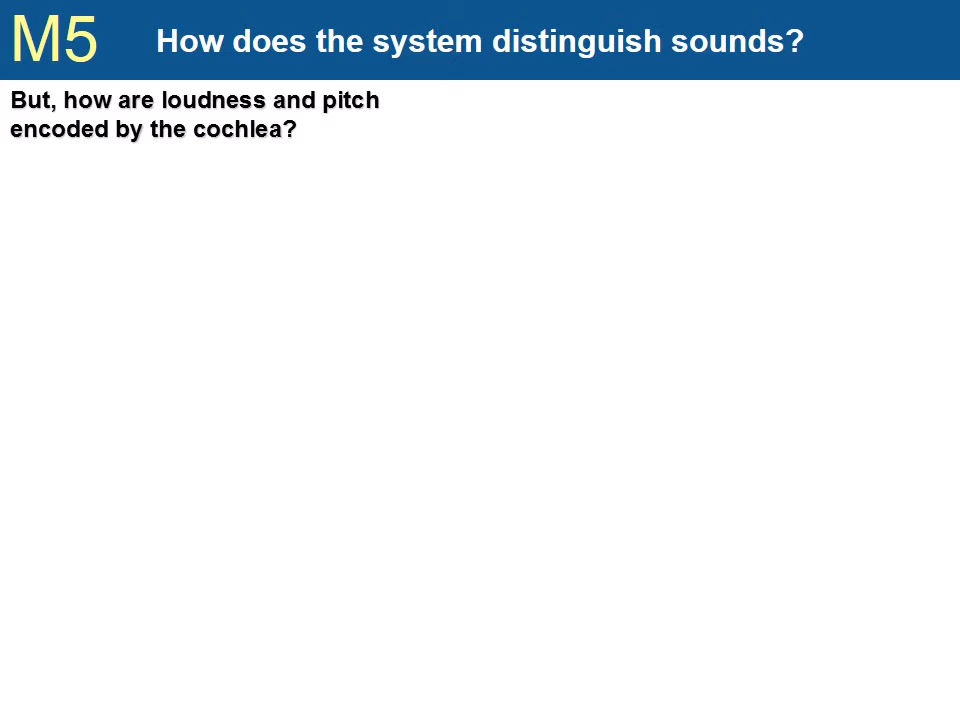 M5
How does the system distinguish sounds?
But, how are loudness and pitch
encoded by the cochlea?